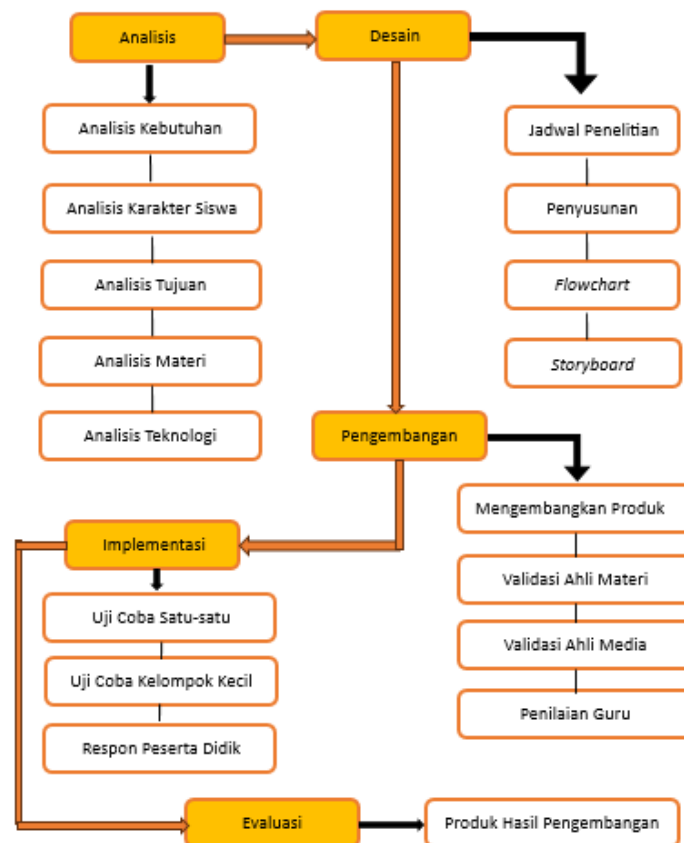 Analisis
Desain
Analisis Kebutuhan
Analisis Karakter Siswa
Analisis Tujuan
Analisis Materi
Analisis Teknologi
Jadwal Penelitian
Penyusunan
Flowchart
Storyboard
Pengembangan
Mengembangkan Produk
Validasi Ahli Materi
Validasi Ahli Media
Penilaian Guru
Implementasi
Uji Coba Satu-satu
Uji Coba Kelompok Kecil
Respon Peserta Didik
Evaluasi
Produk Hasil Pengembangan